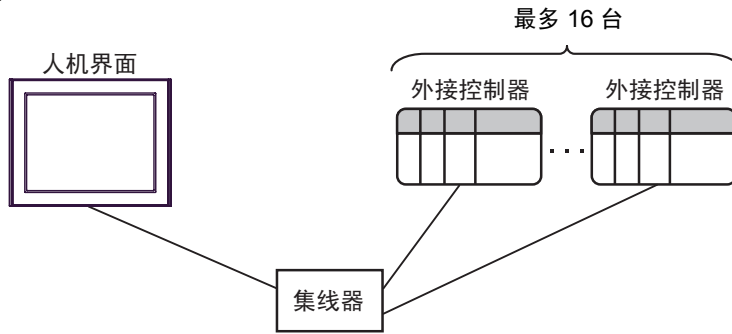 最多 16 台
人机界面
外接控制器
外接控制器
集线器